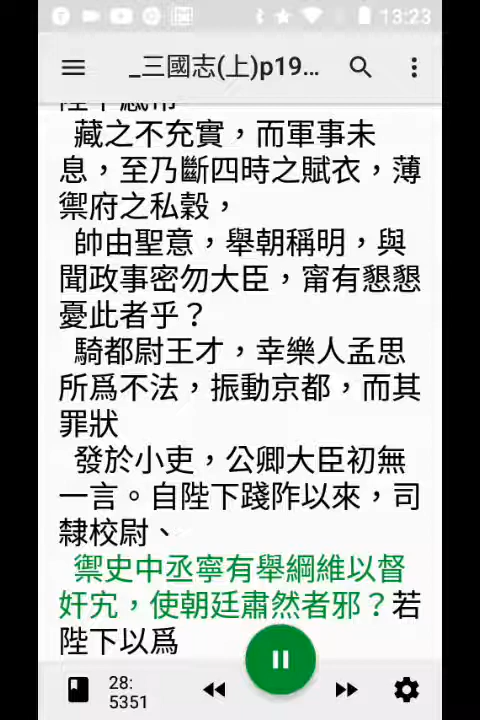 13:23
_三國志(上)p19…
藏之不充實，而軍事未
息，至乃斷四時之賦衣，薄
禦府之私穀，
帥由聖意，舉朝稱明，與
聞政事密勿大臣，甯有懇懇
憂此者乎？
騎都尉王才，幸樂人孟思
所爲不法，振動京都，而其
罪狀
發於小吏，公卿大臣初無
一言。自陛下踐阼以來，司
隸校尉、
禦史中丞寧有舉綱維以督
奸宄，使朝廷肅然者邪？若
陛下以爲
28:
5351